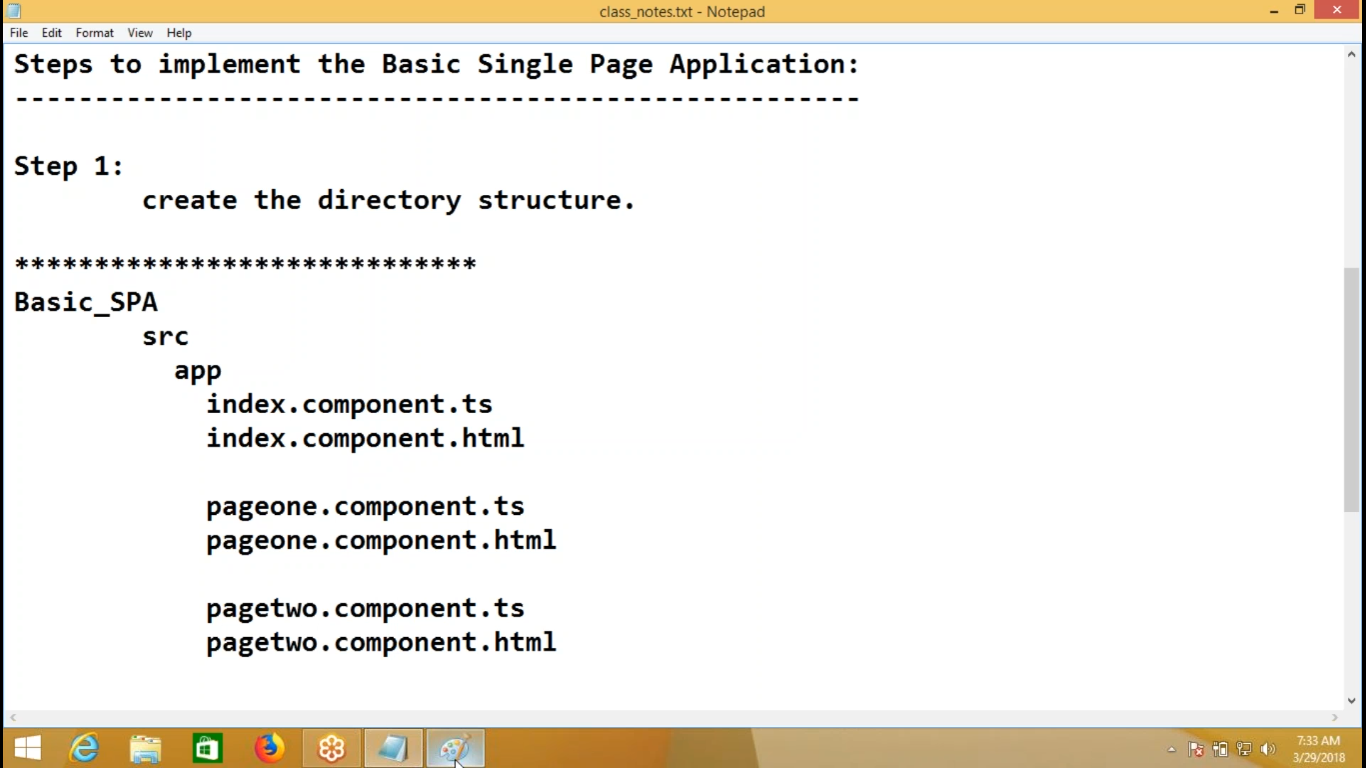 class_notes.txt - Notepad
File Edit Format View Help
Steps to implement the Basic Single Page Application:
-----------------------------------------------------
Step 1:
create the directory structure.
*****************************
Basic_SPA
src
app
index.component.ts
index.component.html
pageone.component.ts
pageone.component.html
pagetwo.component.ts
pagetwo.component.html
7:33 AM
3/29/2018